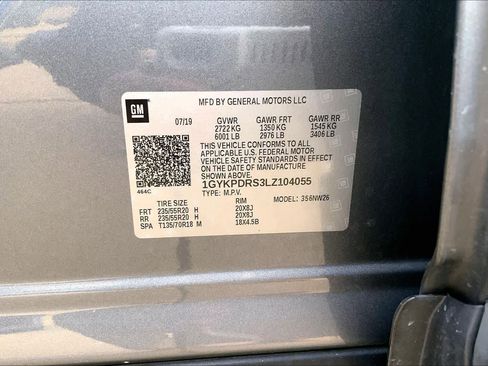 GM
MFD BY GENERAL MOTORS LLC
07/19 GVWR GAWR FRT GAWR RR
2722 KG 1350 KG 1545 KG
6001 LB 2976 LB 3406 LB
THIS VEHICLE CONFORMS TO ALL
APPLICABLE U.S. FEDERAL MOTOR
VEHICLE SAFETY STANDARDS IN
EFFECT ON THE DATE OF
MANUFACTURE SHOWN ABOVE.
1GYKPDRS3LZ104055
464C TYPE: M.P.V.
TIRE SIZE RIM MODEL: 356NW26
FRT 235/55R20 H 20X8J
RR 235/55R20 H 20X8J
SPA T135/70R18 M 18X4.5B